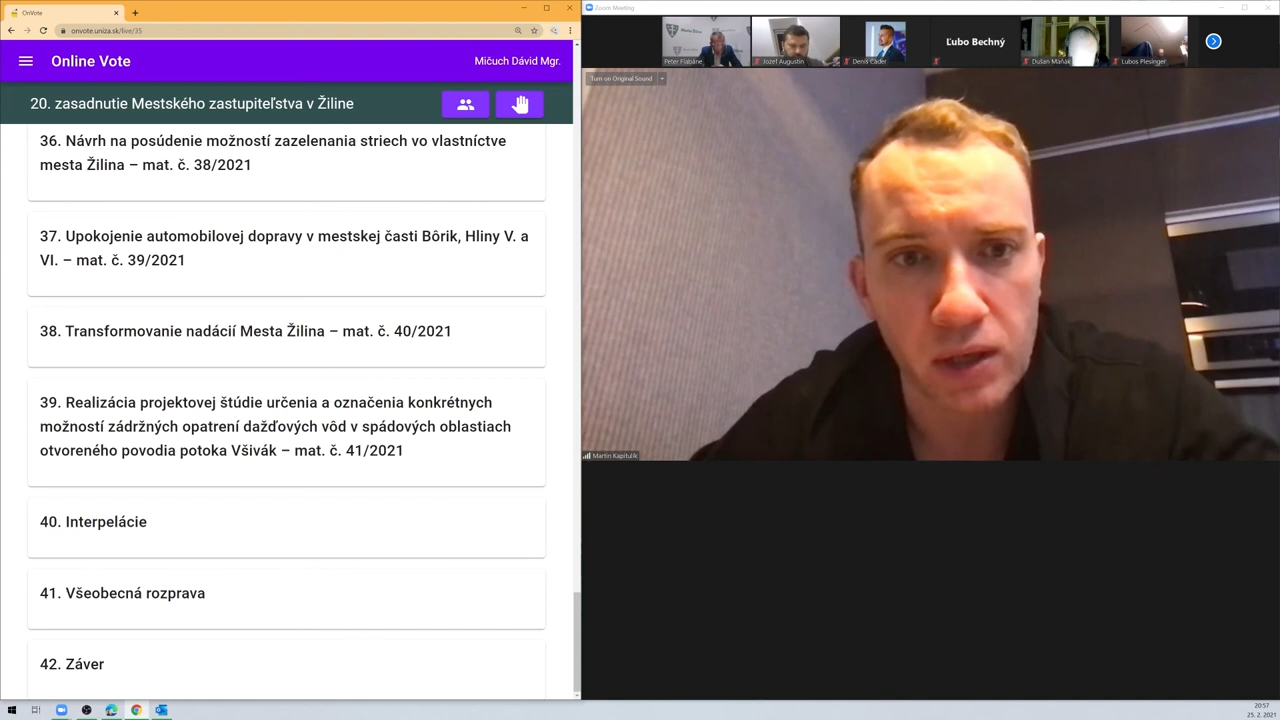 OnVote
onvote.uniza.sk/live/35
Online Vote
Mičuch Dávid Mgr.
20. zasadnutie Mestského zastupiteľstva v Žiline
36. Návrh na posúdenie možností zazelenania striech vo vlastníctve
mesta Žilina – mat. č. 38/2021
37. Upokojenie automobilovej dopravy v mestskej časti Bôrik, Hliny V. a
VI. – mat. č. 39/2021
38. Transformovanie nadácií Mesta Žilina – mat. č. 40/2021
39. Realizácia projektovej štúdie určenia a označenia konkrétnych
možností zádržných opatrení dažďových vôd v spádových oblastiach
otvoreného povodia potoka Všivák – mat. č. 41/2021
40. Interpelácie
41. Všeobecná rozprava
42. Záver
Zoom Meeting
Peter Fiabáne
Jozef Augustín
Denis Cáder
Ľubo Bechný
Dušan Maňák
Lubos Plesinger
Turn on Original Sound
Martin Kapitulík
20:57
25. 2. 2021